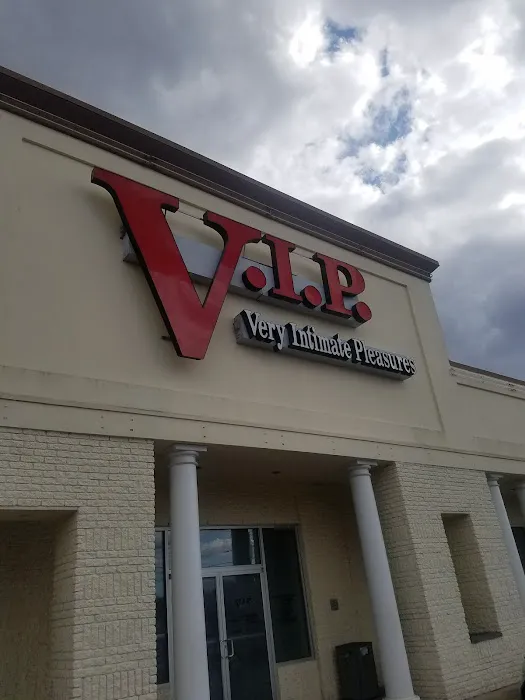 V.I.P.
Very Intimate Pleasures